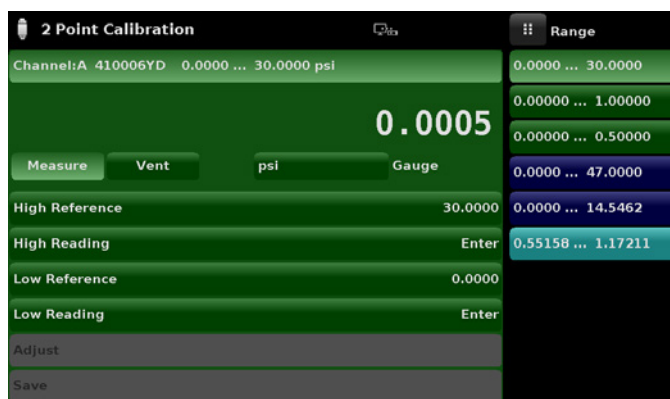 2 Point Calibration
Channel:A 410006YD 0.0000 ... 30.0000 psi
0.0005
Measure Vent psi Gauge
High Reference 30.0000
High Reading Enter
Low Reference 0.0000
Low Reading Enter
Adjust
Save
Range
0.0000 ... 30.0000
0.00000 ... 1.00000
0.00000 ... 0.50000
0.0000 ... 47.0000
0.0000 ... 14.5462
0.55158 ... 1.17211